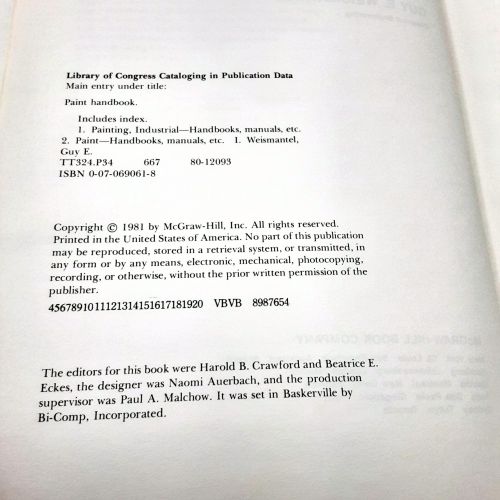 Library of Congress Cataloging in Publication Data
Main entry under title:
Paint handbook.
Includes index.
1. Painting, Industrial—Handbooks, manuals, etc.
2. Paint—Handbooks, manuals, etc. I. Weismantel,
Guy E.
TT324.P34 667 80-12093
ISBN 0-07-069061-8
Copyright © 1981 by McGraw-Hill, Inc. All rights reserved.
Printed in the United States of America. No part of this publication
may be reproduced, stored in a retrieval system, or transmitted, in
any form or by any means, electronic, mechanical, photocopying,
recording, or otherwise, without the prior written permission of the
publisher.
4567891011121314151617181920 VBVB 8987654
The editors for this book were Harold B. Crawford and Beatrice E.
Eckes, the designer was Naomi Auerbach, and the production
supervisor was Paul A. Malchow. It was set in Baskerville by
Bi-Comp, Incorporated.